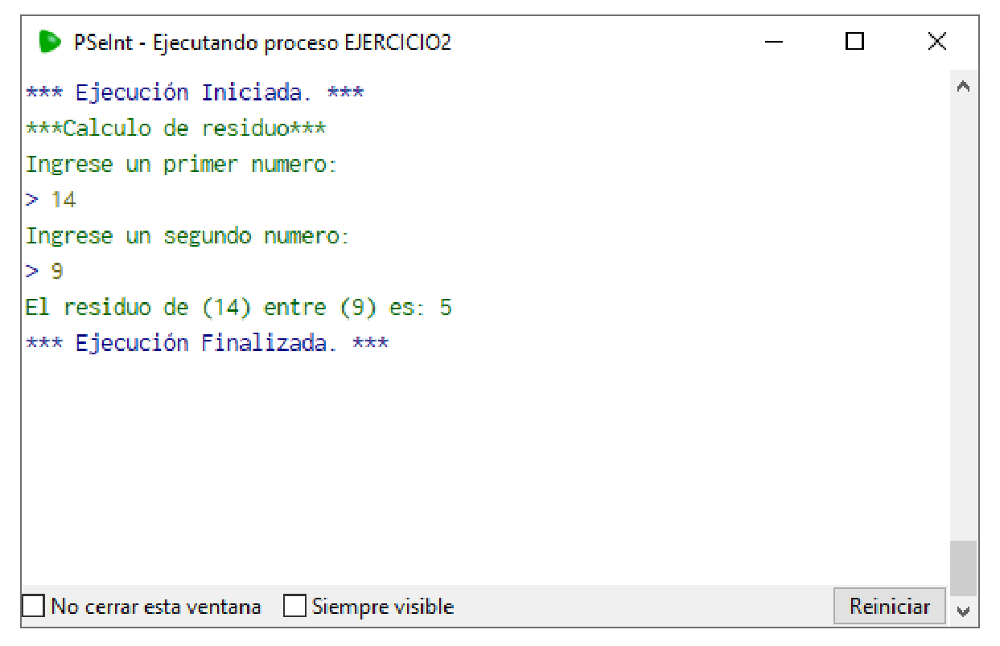 PSeInt - Ejecutando proceso EJERCICIO2
*** Ejecución Iniciada. ***
***Calculo de residuo***
Ingrese un primer numero:
> 14
Ingrese un segundo numero:
> 9
El residuo de (14) entre (9) es: 5
*** Ejecución Finalizada. ***
No cerrar esta ventana Siempre visible Reiniciar